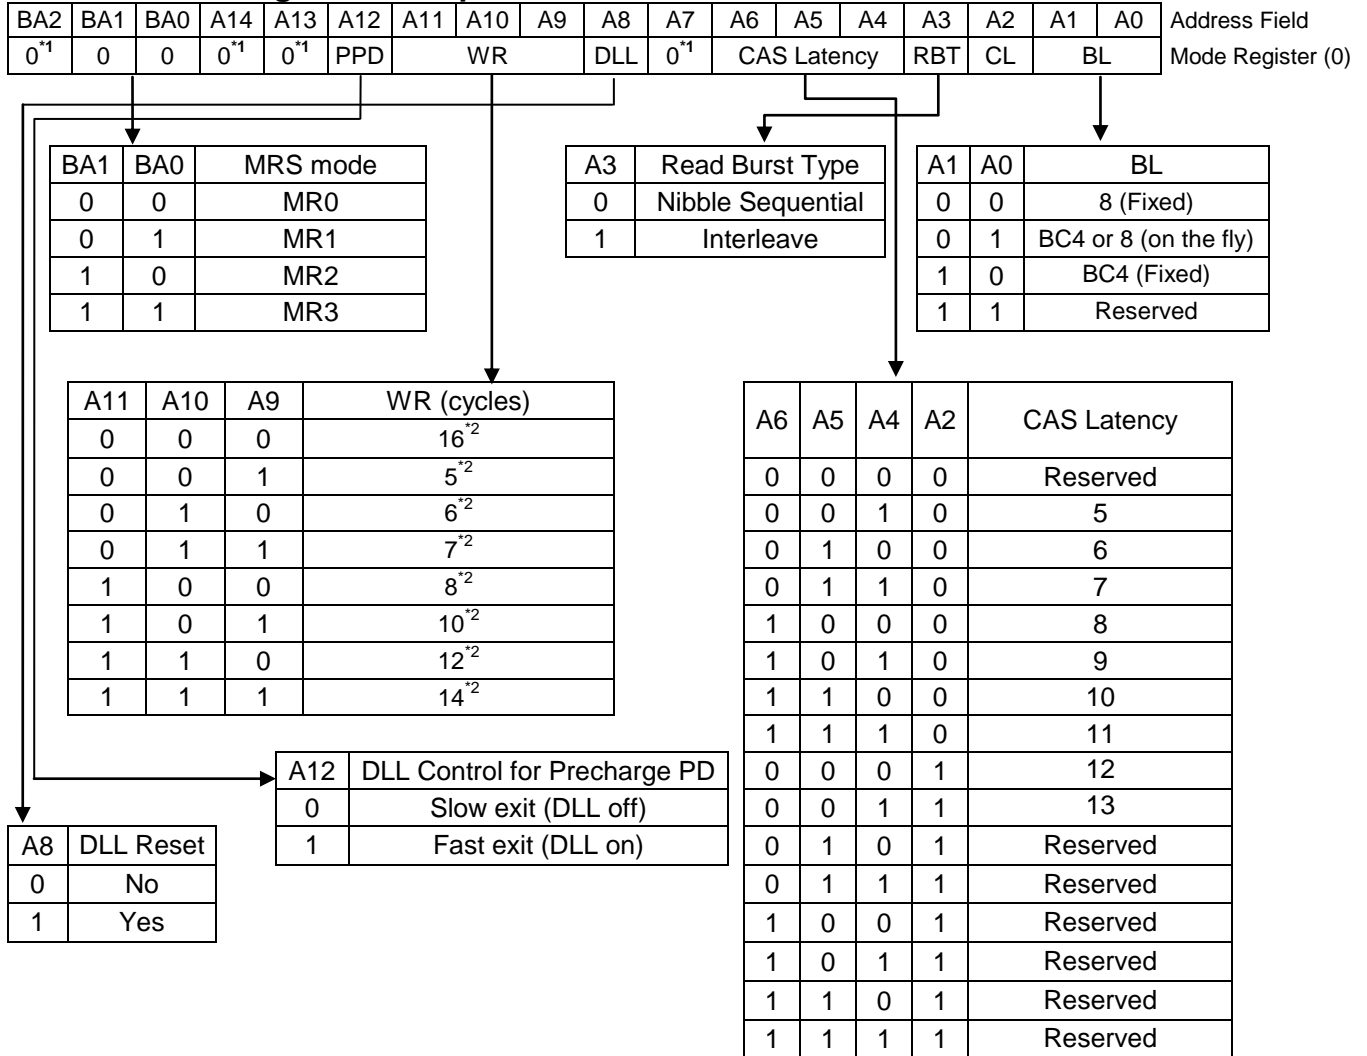 BA2 BA1 BA0 A14 A13 A12 A11 A10 A9 A8 A7 A6 A5 A4 A3 A2 A1 A0 Address Field
0*1 0 0 0*1 0*1 PPD WR DLL 0*1 CAS Latency RBT CL BL Mode Register (0)
BA1 BA0 MRS mode
0 0 MR0
0 1 MR1
1 0 MR2
1 1 MR3
A3 Read Burst Type
0 Nibble Sequential
1 Interleave
A1 A0 BL
0 0 8 (Fixed)
0 1 BC4 or 8 (on the fly)
1 0 BC4 (Fixed)
1 1 Reserved
A11 A10 A9 WR (cycles)
0 0 0 16*2
0 0 1 5*2
0 1 0 6*2
0 1 1 7*2
1 0 0 8*2
1 0 1 10*2
1 1 0 12*2
1 1 1 14*2
A6 A5 A4 A2 CAS Latency
0 0 0 0 Reserved
0 0 1 0 5
0 1 0 0 6
0 1 1 0 7
1 0 0 0 8
1 0 1 0 9
1 1 0 0 10
1 1 1 0 11
0 0 0 1 12
0 0 1 1 13
0 1 0 1 Reserved
0 1 1 1 Reserved
1 0 0 1 Reserved
1 0 1 1 Reserved
1 1 0 1 Reserved
1 1 1 1 Reserved
A12 DLL Control for Precharge PD
0 Slow exit (DLL off)
1 Fast exit (DLL on)
A8 DLL Reset
0 No
1 Yes